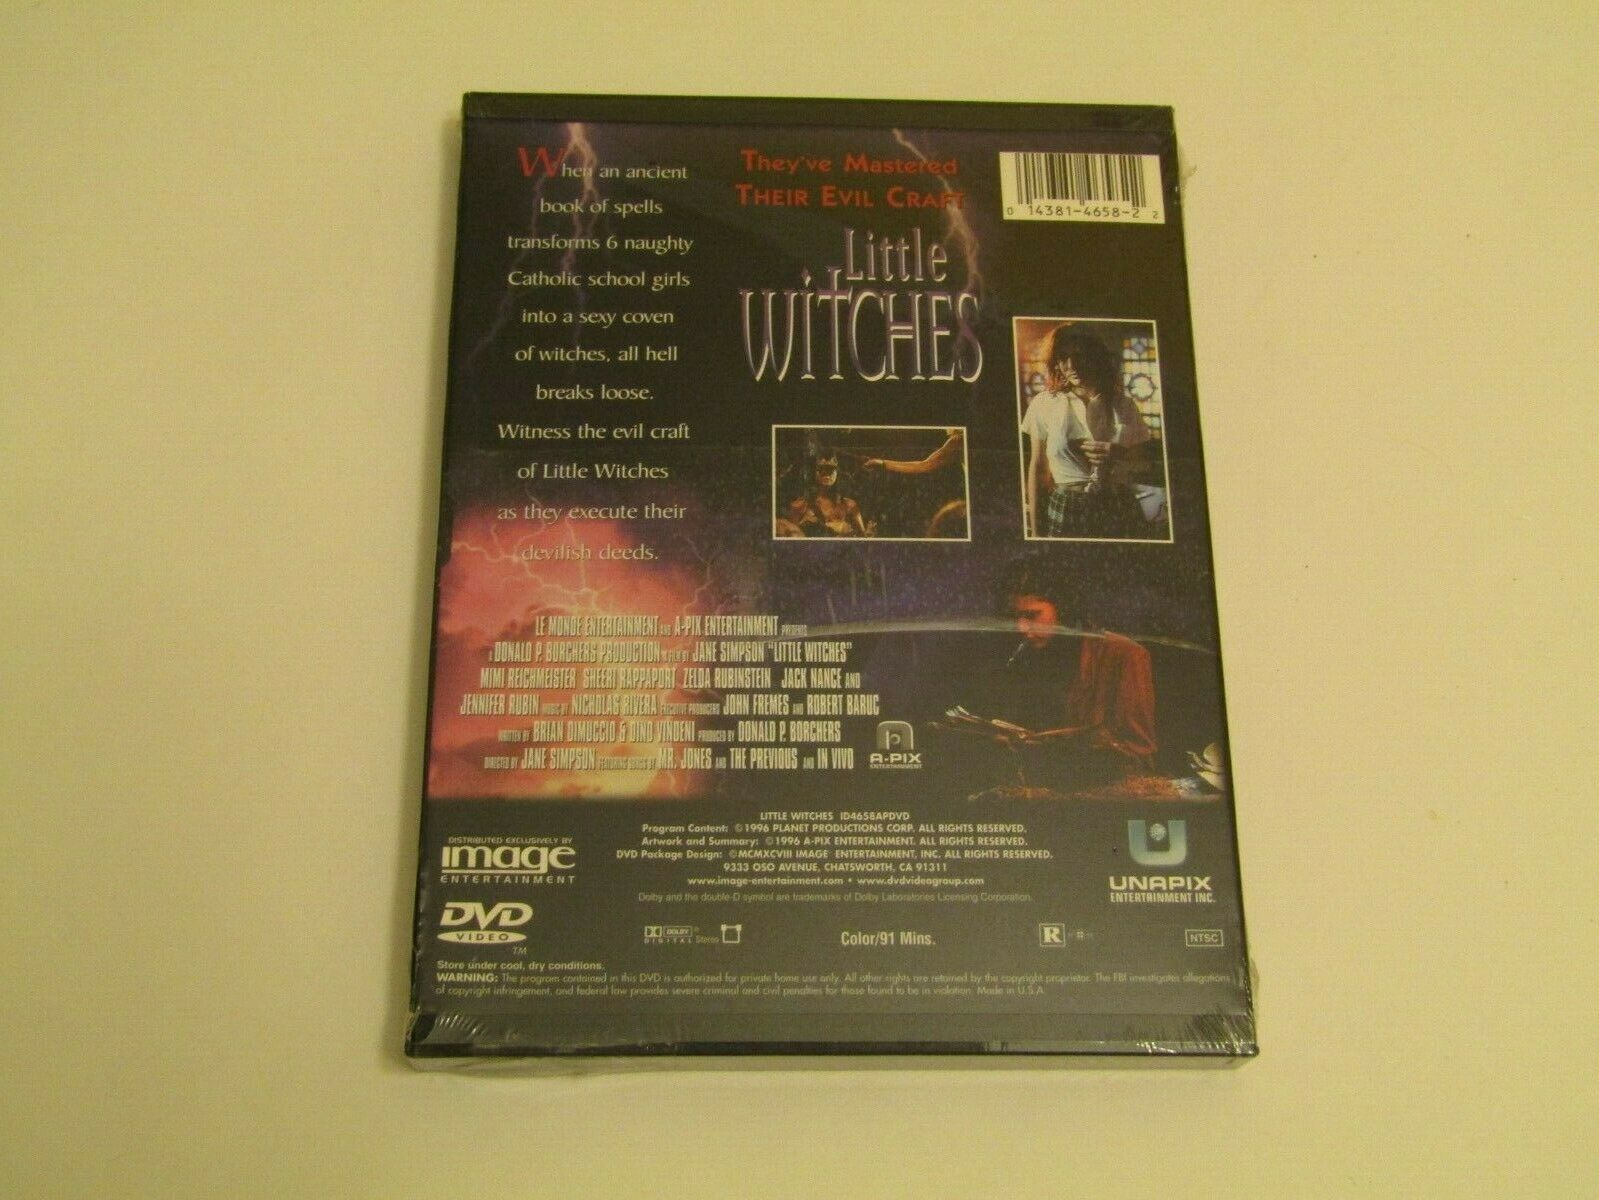 When an ancient
book of spells
transforms 6 naughty
Catholic school girls
into a sexy coven
of witches, all hell
breaks loose.
Witness the evil craft
of Little Witches
as they execute their
devilish deeds.
They've Mastered
THEIR EVIL CRAFT
Little
WITCHES
0 14381-4658-2 2
LE MONDE ENTERTAINMENT AND A-PIX ENTERTAINMENT PRESENTS
A DONALD P. BORCHERS PRODUCTION A FILM BY JANE SIMPSON "LITTLE WITCHES"
MIMI REICHMEISTER SHEERI RAPPAPORT ZELDA RUBINSTEIN JACK NANCE AND
JENNIFER RUBIN MUSIC BY NICHOLAS RIVERA EXECUTIVE PRODUCERS JOHN FREMES AND ROBERT BARUC
WRITTEN BY BRIAN DIMUCCIO & DINO VINDENI PRODUCED BY DONALD P. BORCHERS
DIRECTED BY JANE SIMPSON FEATURING SONGS BY MR. JONES AND THE PREVIOUS AND IN VIVO
A-PIX
ENTERTAINMENT
LITTLE WITCHES ID4658APDVD
Program Content: ©1996 PLANET PRODUCTIONS CORP. ALL RIGHTS RESERVED.
Artwork and Summary: ©1996 A-PIX ENTERTAINMENT. ALL RIGHTS RESERVED.
DVD Package Design: ©MCMXCVIII IMAGE ENTERTAINMENT, INC. ALL RIGHTS RESERVED.
9333 OSO AVENUE, CHATSWORTH, CA 91311
www.image-entertainment.com • www.dvdvideogroup.com
Dolby and the double-D symbol are trademarks of Dolby Laboratories Licensing Corporation.
DISTRIBUTED EXCLUSIVELY BY
image
ENTERTAINMENT
UNAPIX
ENTERTAINMENT INC.
DVD
VIDEO
TM
DOLBY
DIGITAL Stereo
Color/91 Mins.
R
NTSC
Store under cool, dry conditions.
WARNING: The program contained in this DVD is authorized for private home use only. All other rights are retained by the copyright proprietor. The FBI investigates allegations
of copyright infringement, and federal law provides severe criminal and civil penalties for those found to be in violation. Made in U.S.A.